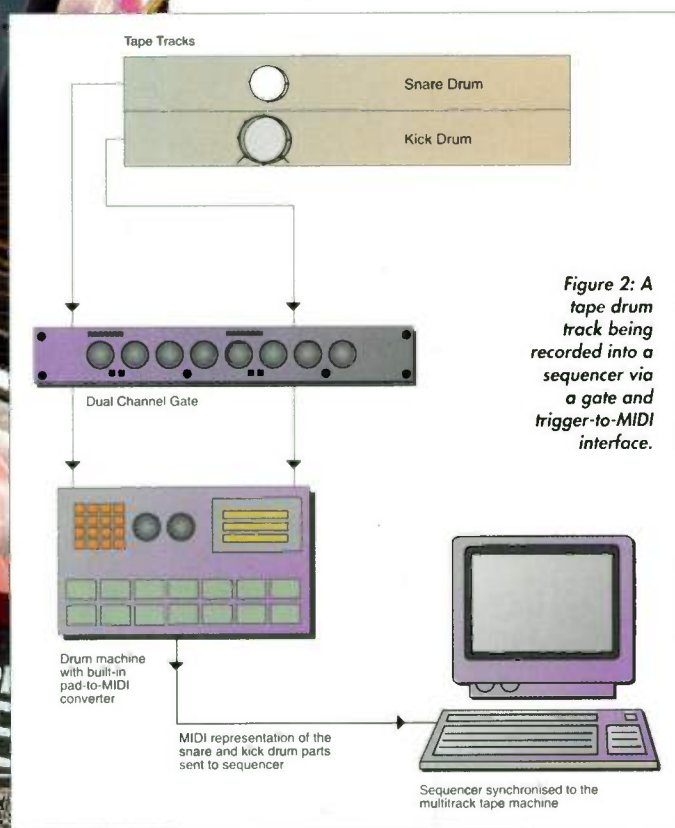 Tape Tracks
Snare Drum
Kick Drum
Figure 2: A
tape drum
track being
recorded into a
sequencer via
a gate and
trigger-to-MIDI
interface.
Dual Channel Gate
Drum machine
with built-in
pad-to-MIDI
converter
MIDI representation of the
snare and kick drum parts
sent to sequencer
Sequencer synchronised to the
multitrack tape machine